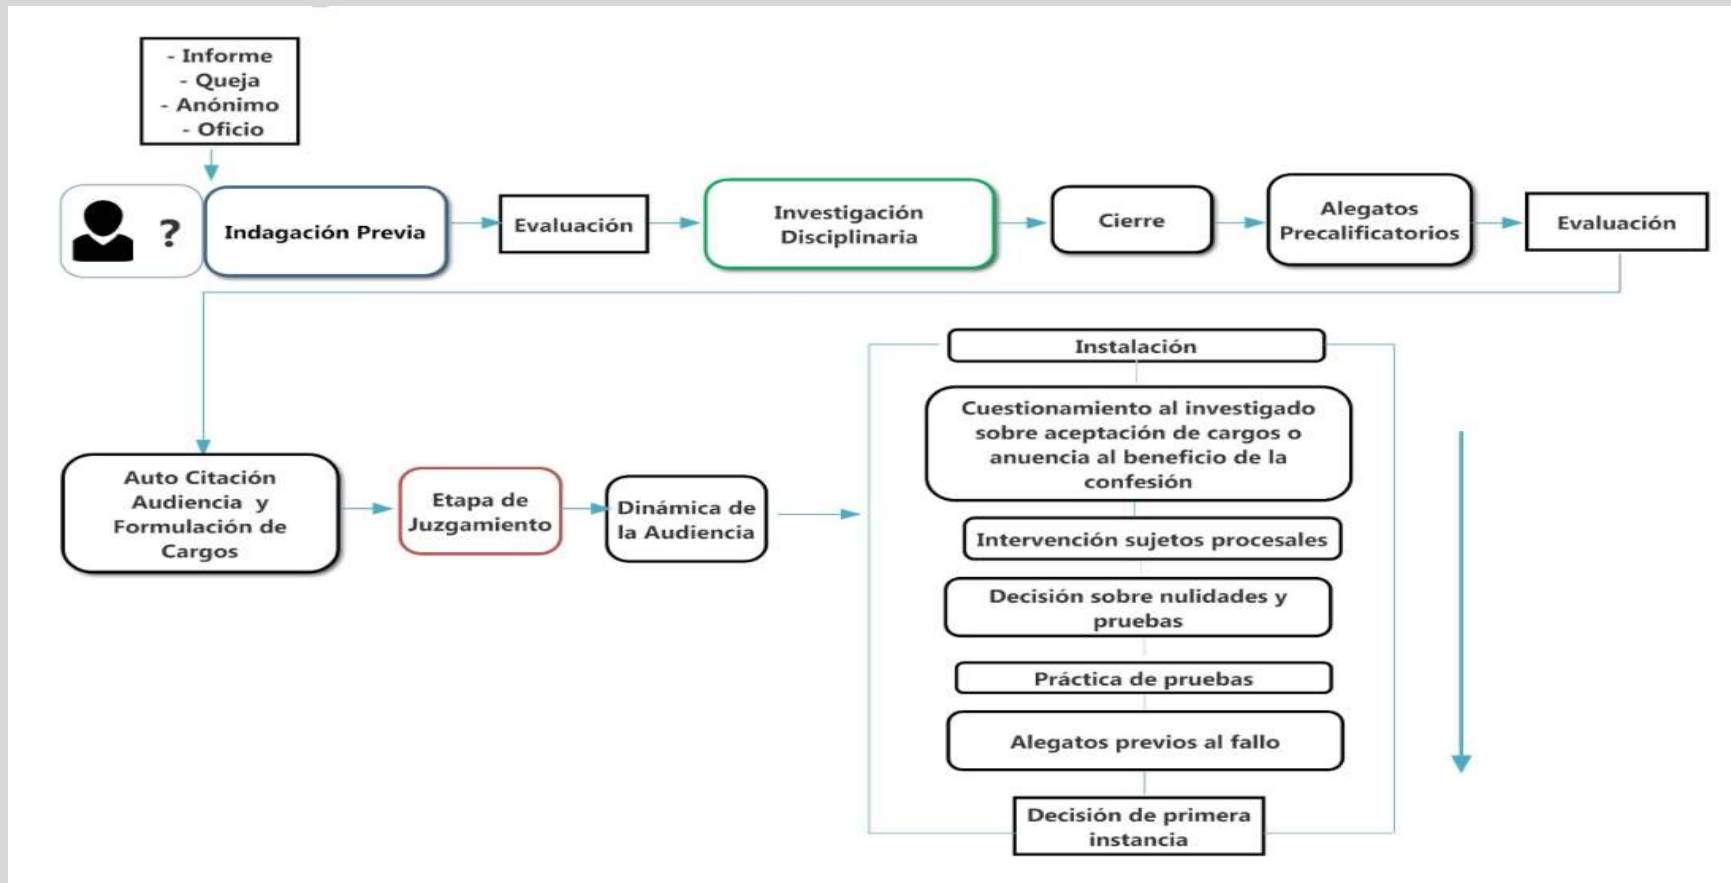 - Informe
- Queja
- Anónimo
- Oficio
?
Indagación Previa
Evaluación
Investigación
Disciplinaria
Cierre
Alegatos
Precalificatorios
Evaluación
Auto Citación
Audiencia y
Formulación de
Cargos
Etapa de
Juzgamiento
Dinámica de
la Audiencia
Instalación
Cuestionamiento al investigado
sobre aceptación de cargos o
anuencia al beneficio de la
confesión
Intervención sujetos procesales
Decisión sobre nulidades y
pruebas
Práctica de pruebas
Alegatos previos al fallo
Decisión de primera
instancia